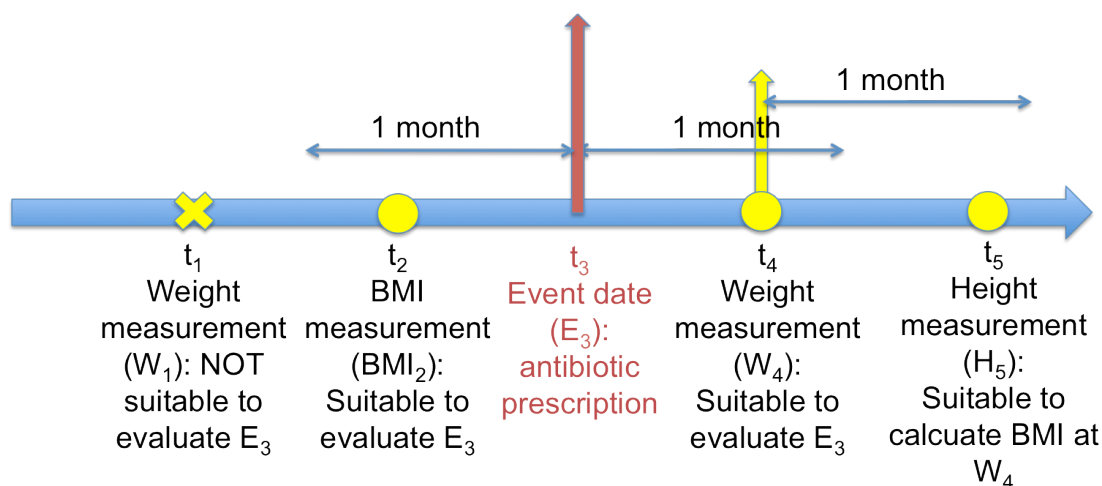 1 month
1 month
1 month
t₁
Weight
measurement
(W₁): NOT
suitable to
evaluate E₃
t₂
BMI
measurement
(BMI₂):
Suitable to
evaluate E₃
t₃
Event date
(E₃):
antibiotic
prescription
t₄
Weight
measurement
(W₄):
Suitable to
evaluate E₃
t₅
Height
measurement
(H₅):
Suitable to
calcuate BMI at
W₄